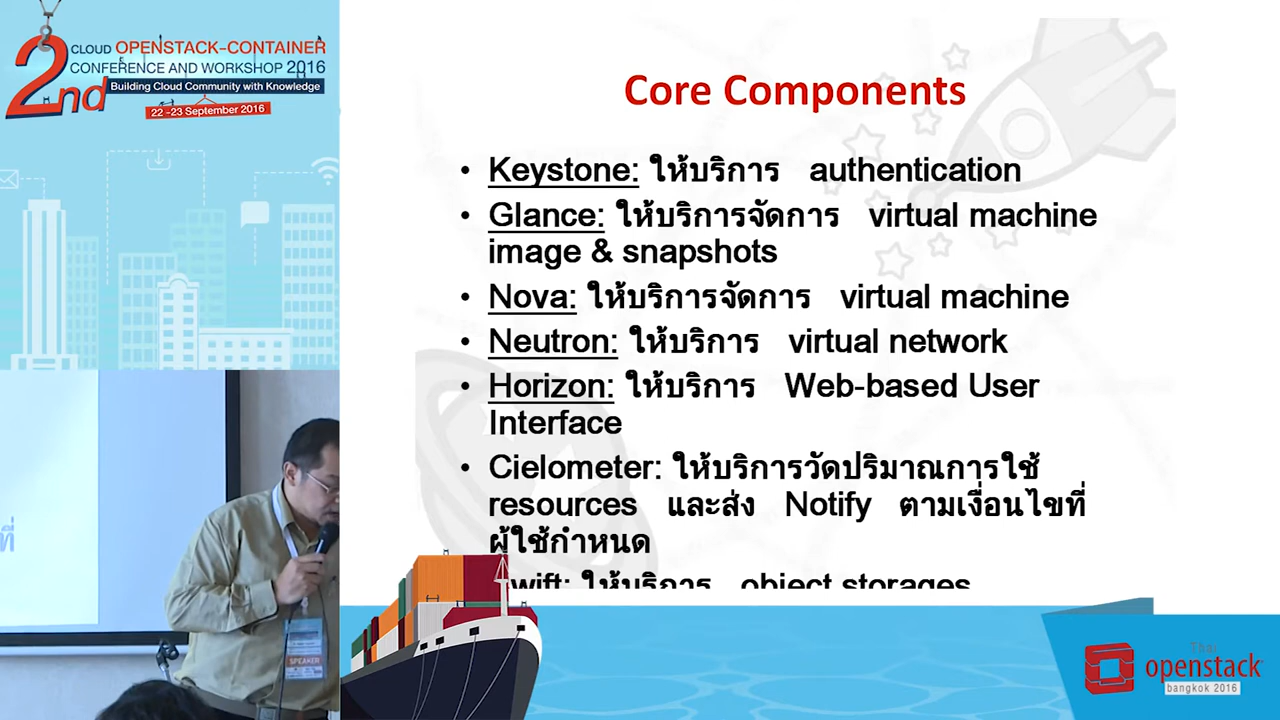 2nd
CLOUD OPENSTACK-CONTAINER
CONFERENCE AND WORKSHOP 2016
Building Cloud Community with Knowledge
22 -23 September 2016
Core Components
• Keystone: ให้บริการ authentication
• Glance: ให้บริการจัดการ virtual machine
image & snapshots
• Nova: ให้บริการจัดการ virtual machine
• Neutron: ให้บริการ virtual network
• Horizon: ให้บริการ Web-based User
Interface
• Cielometer: ให้บริการวัดปริมาณการใช้
resources และส่ง Notify ตามเงื่อนไขที่
ผู้ใช้กำหนด
wift: ให้บริการ object storages
ที่
SPEAKER
Thai
openstack
bangkok 2016